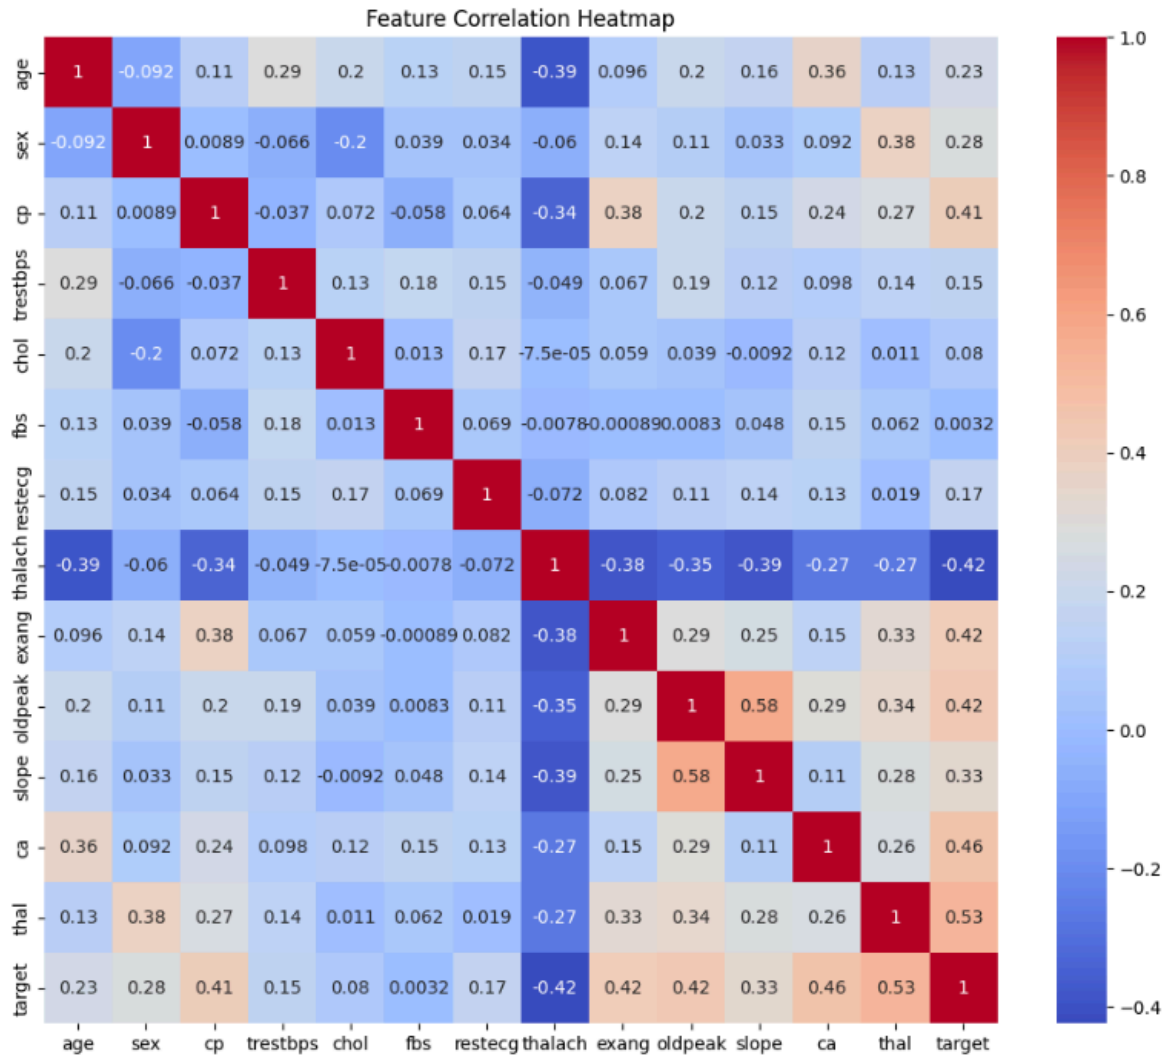 Feature Correlation Heatmap
age 1 -0.092 0.11 0.29 0.2 0.13 0.15 -0.39 0.096 0.2 0.16 0.36 0.13 0.23 1.0
sex -0.092 1 0.0089 -0.066 -0.2 0.039 0.034 -0.06 0.14 0.11 0.033 0.092 0.38 0.28 0.8
cp 0.11 0.0089 1 -0.037 0.072 -0.058 0.064 -0.34 0.38 0.2 0.15 0.24 0.27 0.41
trestbps 0.29 -0.066 -0.037 1 0.13 0.18 0.15 -0.049 0.067 0.19 0.12 0.098 0.14 0.15 0.6
chol 0.2 -0.2 0.072 0.13 1 0.013 0.17 -7.5e-05 0.059 0.039 -0.0092 0.12 0.011 0.08
fbs 0.13 0.039 -0.058 0.18 0.013 1 0.069 -0.0078 -0.00089 0.0083 0.048 0.15 0.062 0.0032 0.4
restecg 0.15 0.034 0.064 0.15 0.17 0.069 1 -0.072 0.082 0.11 0.14 0.13 0.019 0.17
thalach -0.39 -0.06 -0.34 -0.049 -7.5e-05 -0.0078 -0.072 1 -0.38 -0.35 -0.39 -0.27 -0.27 -0.42 0.2
exang 0.096 0.14 0.38 0.067 0.059 -0.00089 0.082 -0.38 1 0.29 0.25 0.15 0.33 0.42
oldpeak 0.2 0.11 0.2 0.19 0.039 0.0083 0.11 -0.35 0.29 1 0.58 0.29 0.34 0.42 0.0
slope 0.16 0.033 0.15 0.12 -0.0092 0.048 0.14 -0.39 0.25 0.58 1 0.11 0.28 0.33
ca 0.36 0.092 0.24 0.098 0.12 0.15 0.13 -0.27 0.15 0.29 0.11 1 0.26 0.46 −0.2
thal 0.13 0.38 0.27 0.14 0.011 0.062 0.019 -0.27 0.33 0.34 0.28 0.26 1 0.53
target 0.23 0.28 0.41 0.15 0.08 0.0032 0.17 -0.42 0.42 0.42 0.33 0.46 0.53 1 −0.4
age sex cp trestbps chol fbs restecg thalach exang oldpeak slope ca thal target